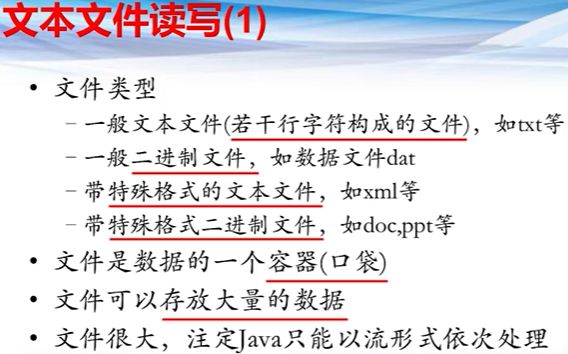 文本文件读写(1)
• 文件类型
– 一般文本文件(若干行字符构成的文件)，如txt等
– 一般二进制文件，如数据文件dat
– 带特殊格式的文本文件，如xml等
– 带特殊格式二进制文件，如doc,ppt等
• 文件是数据的一个容器(口袋)
• 文件可以存放大量的数据
• 文件很大，注定Java只能以流形式依次处理